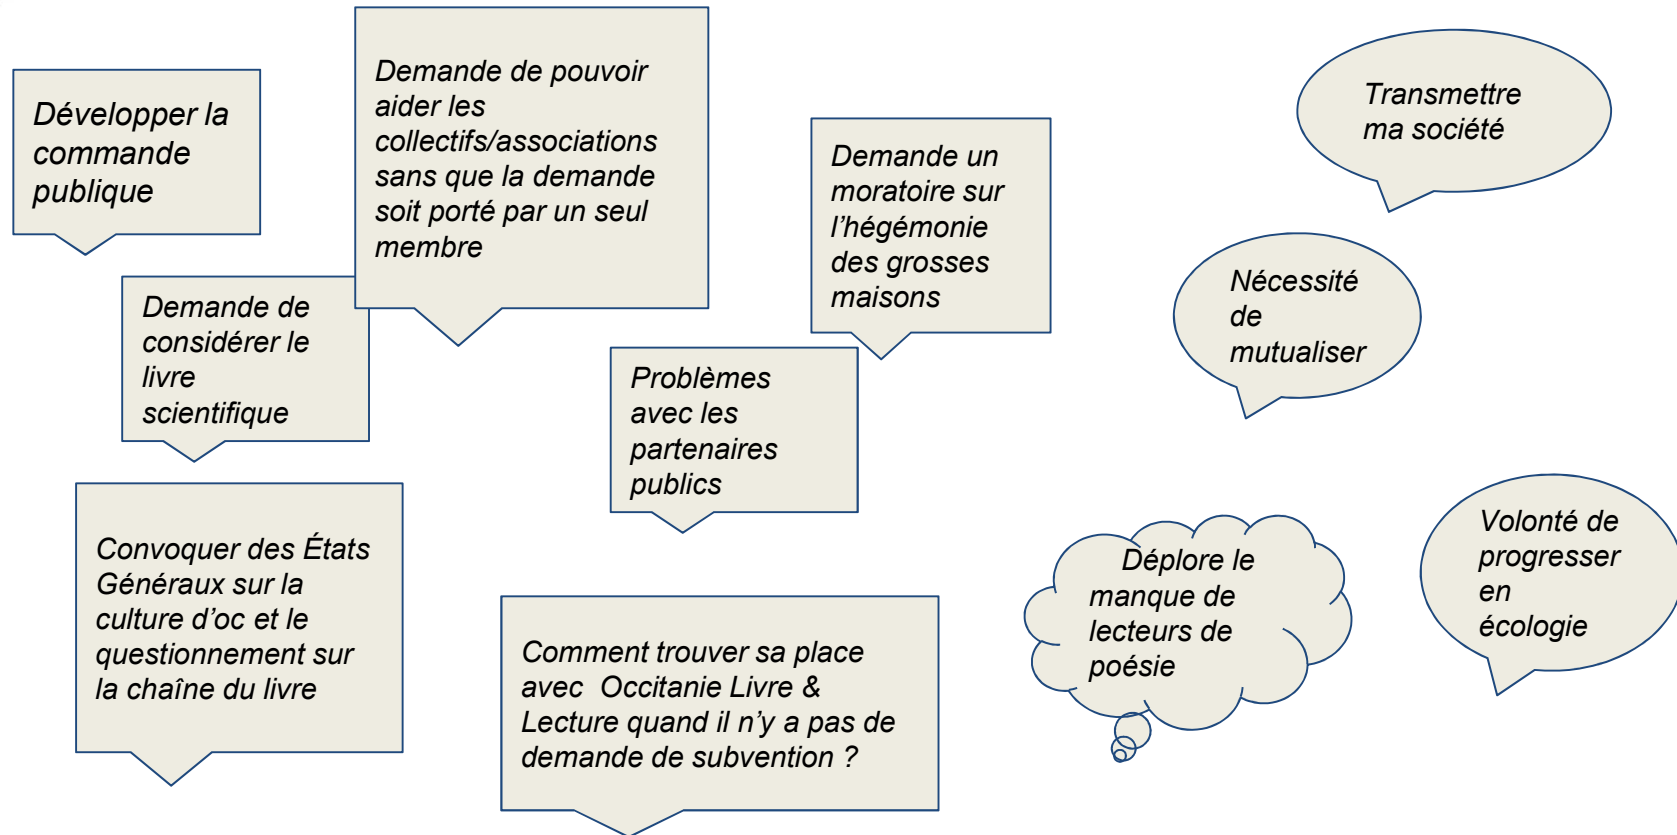 Développer la
commande
publique
Demande de pouvoir
aider les
collectifs/associations
sans que la demande
soit porté par un seul
membre
Demande un
moratoire sur
l'hégémonie
des grosses
maisons
Transmettre
ma société
Demande de
considérer le
livre
scientifique
Problèmes
avec les
partenaires
publics
Nécessité
de
mutualiser
Convoquer des États
Généraux sur la
culture d'oc et le
questionnement sur
la chaîne du livre
Comment trouver sa place
avec Occitanie Livre &
Lecture quand il n'y a pas de
demande de subvention ?
Déplore le
manque de
lecteurs de
poésie
Volonté de
progresser
en
écologie